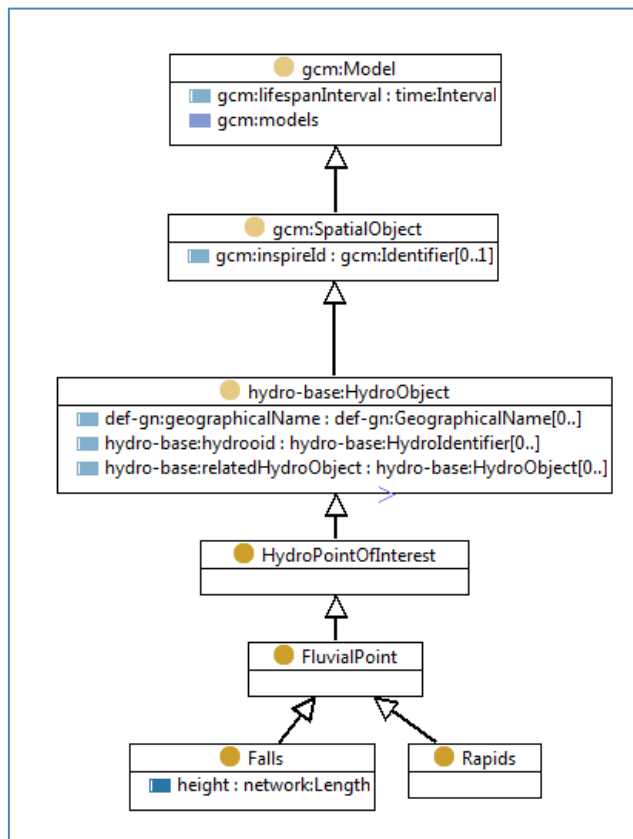 gcm:Model
gcm:lifespanInterval : time:Interval
gcm:models
gcm:SpatialObject
gcm:inspireId : gcm:Identifier[0..1]
hydro-base:HydroObject
def-gn:geographicalName : def-gn:GeographicalName[0..]
hydro-base:hydrooid : hydro-base:HydroIdentifier[0..]
hydro-base:relatedHydroObject : hydro-base:HydroObject[0..]
HydroPointOfInterest
FluvialPoint
Falls
height : network:Length
Rapids